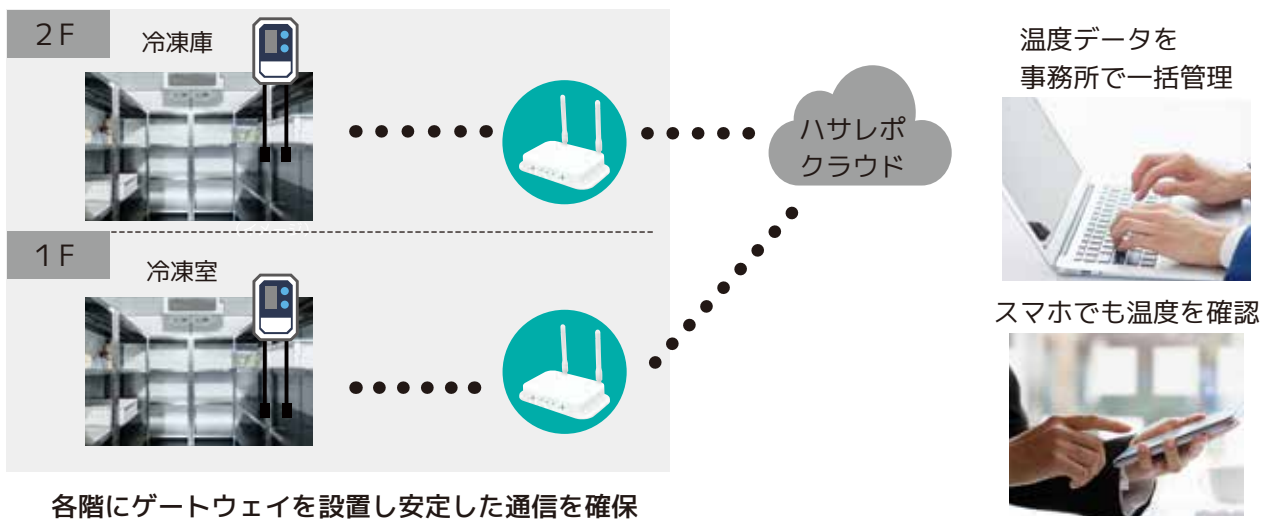 2F
冷凍庫
1F
冷凍室
各階にゲートウェイを設置し安定した通信を確保
ハサレポ
クラウド
温度データを
事務所で一括管理
スマホでも温度を確認